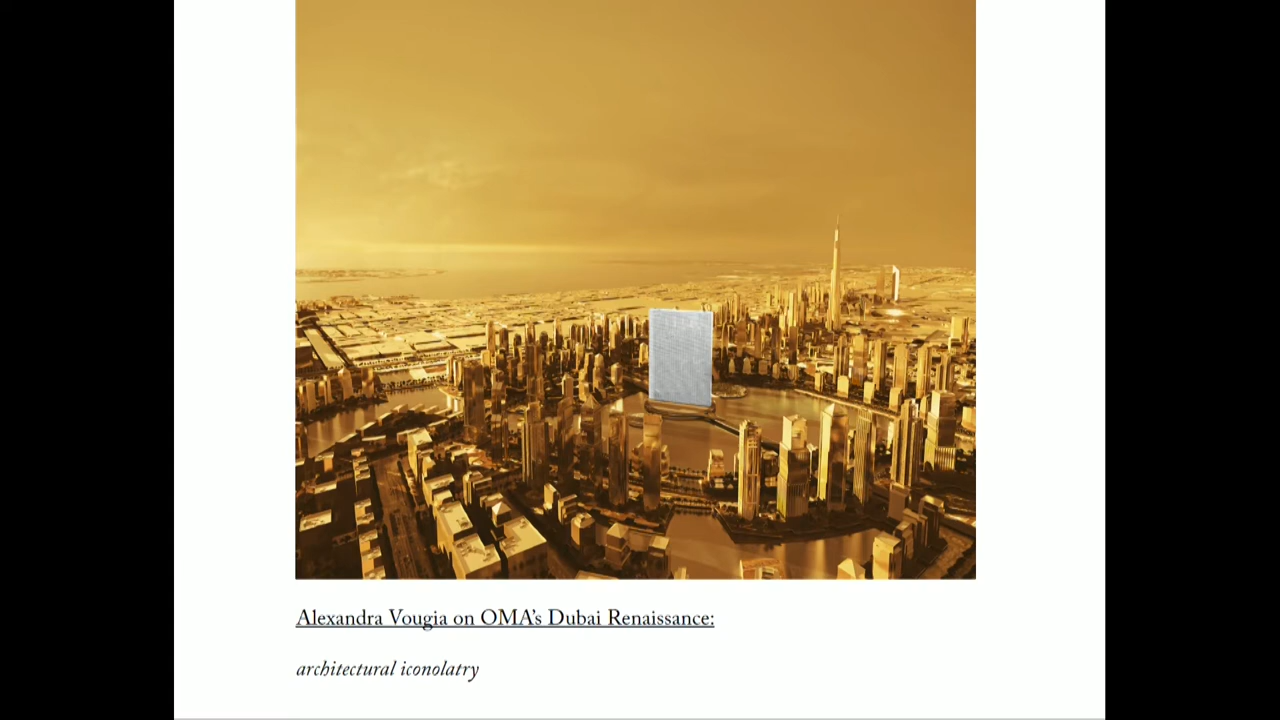 Alexandra Vougia on OMA’s Dubai Renaissance:
architectural iconolatry